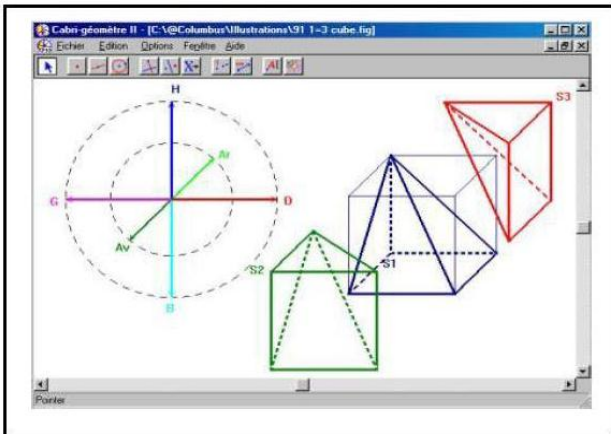 Cabri-géomètre II - [C:\@Columbus\Illustrations\91 1-3 cube.fig]
Fichier Edition Options Fenêtre Aide
H
S3
Ar
G
D
Av
S2
S1
B
Pointer